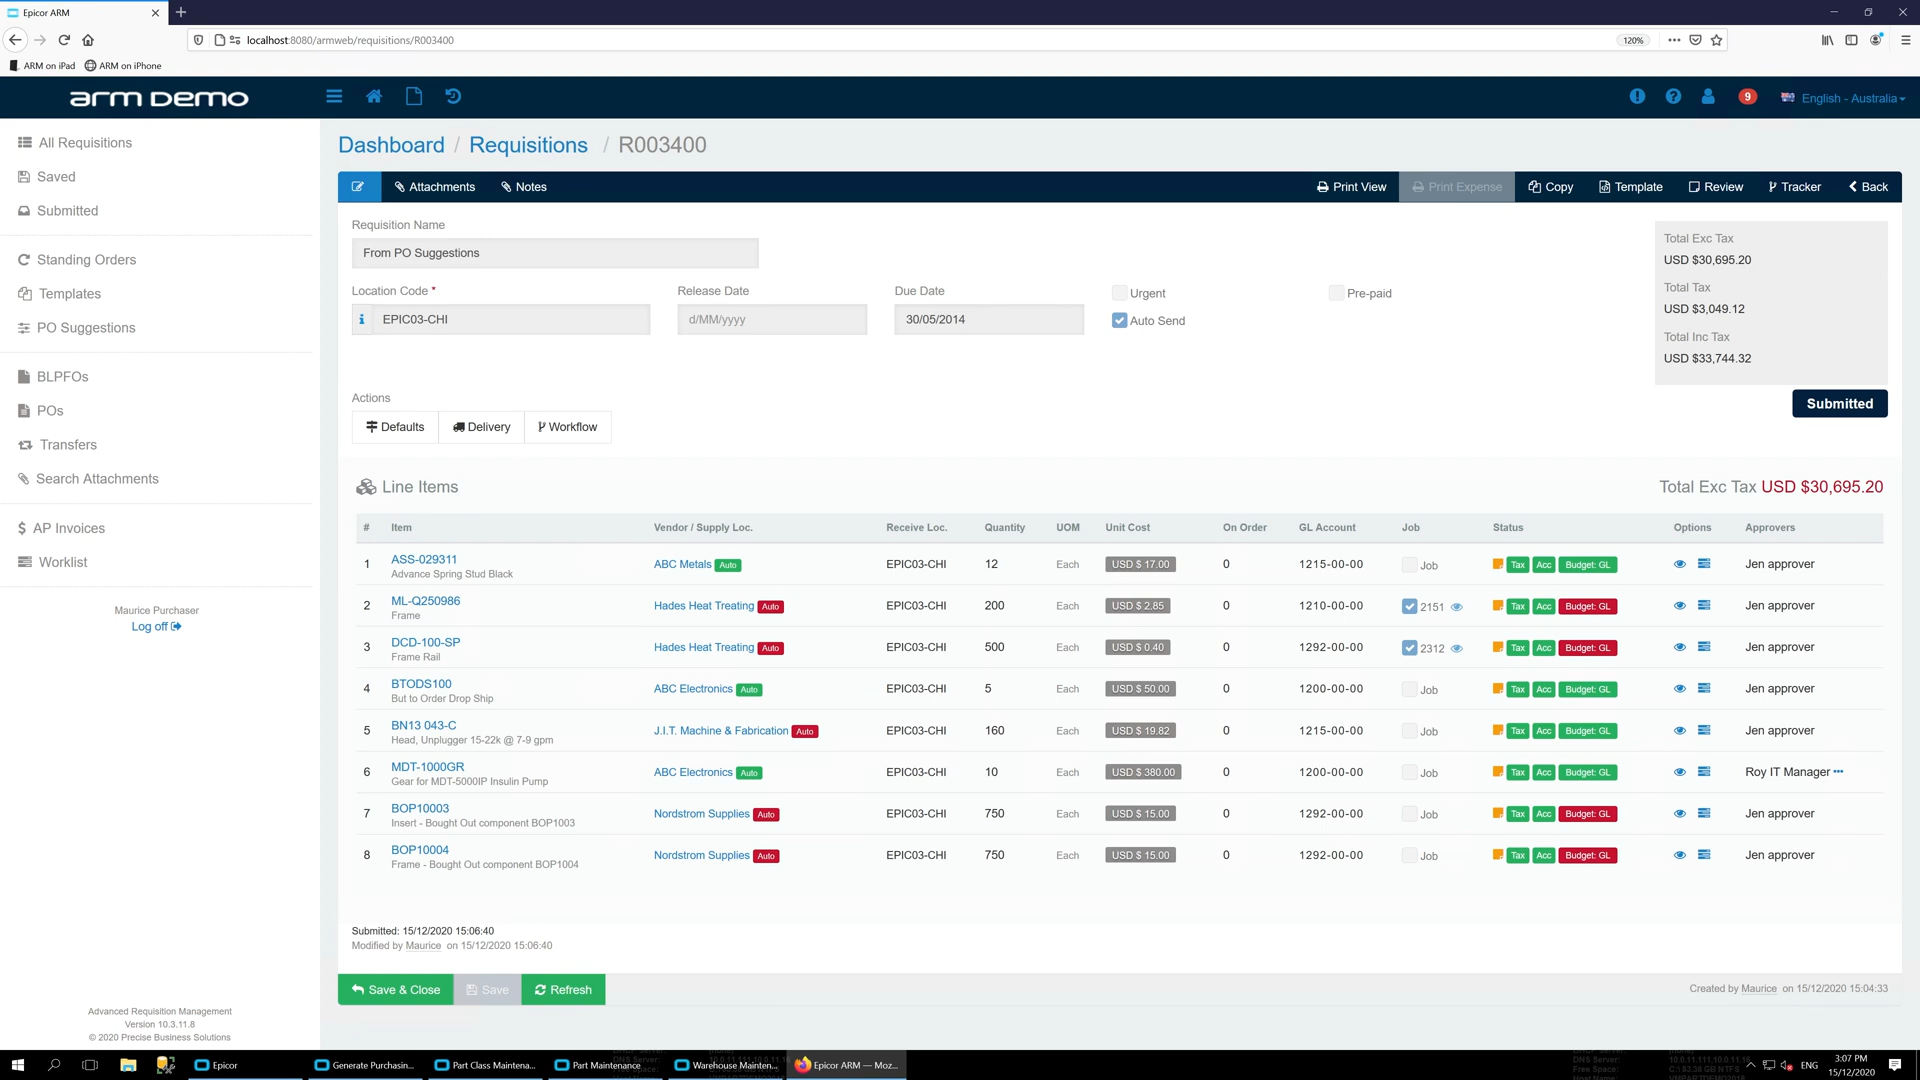 Epicor ARM
localhost:8080/armweb/requisitions/R003400
120%
ARM on iPad
ARM on iPhone
arm DEMO
9
English - Australia
All Requisitions
Saved
Submitted
Standing Orders
Templates
PO Suggestions
BLPFOs
POs
Transfers
Search Attachments
AP Invoices
Worklist
Maurice Purchaser
Log off
Advanced Requisition Management
Version 10.3.11.8
© 2020 Precise Business Solutions
Dashboard / Requisitions / R003400
Attachments Notes Print View Print Expense Copy Template Review Tracker Back
Requisition Name
From PO Suggestions
Location Code * Release Date Due Date
EPIC03-CHI d/MM/yyyy 30/05/2014
Urgent Pre-paid
Auto Send
Total Exc Tax
USD $30,695.20
Total Tax
USD $3,049.12
Total Inc Tax
USD $33,744.32
Submitted
Actions
Defaults Delivery Workflow
Line Items Total Exc Tax USD $30,695.20
# Item Vendor / Supply Loc. Receive Loc. Quantity UOM Unit Cost On Order GL Account Job Status Options Approvers
1 ASS-029311 ABC Metals Auto EPIC03-CHI 12 Each USD $ 17.00 0 1215-00-00 Job Tax Acc Budget: GL Jen approver
Advance Spring Stud Black
2 ML-Q250986 Hades Heat Treating Auto EPIC03-CHI 200 Each USD $ 2.85 0 1210-00-00 2151 Tax Acc Budget: GL Jen approver
Frame
3 DCD-100-SP Hades Heat Treating Auto EPIC03-CHI 500 Each USD $ 0.40 0 1292-00-00 2312 Tax Acc Budget: GL Jen approver
Frame Rail
4 BTODS100 ABC Electronics Auto EPIC03-CHI 5 Each USD $ 50.00 0 1200-00-00 Job Tax Acc Budget: GL Jen approver
But to Order Drop Ship
5 BN13 043-C J.I.T. Machine & Fabrication Auto EPIC03-CHI 160 Each USD $ 19.82 0 1215-00-00 Job Tax Acc Budget: GL Jen approver
Head, Unplugger 15-22k @ 7-9 gpm
6 MDT-1000GR ABC Electronics Auto EPIC03-CHI 10 Each USD $ 380.00 0 1200-00-00 Job Tax Acc Budget: GL Roy IT Manager
Gear for MDT-5000IP Insulin Pump
7 BOP10003 Nordstrom Supplies Auto EPIC03-CHI 750 Each USD $ 15.00 0 1292-00-00 Job Tax Acc Budget: GL Jen approver
Insert - Bought Out component BOP1003
8 BOP10004 Nordstrom Supplies Auto EPIC03-CHI 750 Each USD $ 15.00 0 1292-00-00 Job Tax Acc Budget: GL Jen approver
Frame - Bought Out component BOP1004
Submitted: 15/12/2020 15:06:40
Modified by Maurice on 15/12/2020 15:06:40
Save & Close Save Refresh
Created by Maurice on 15/12/2020 15:04:33
Epicor
Generate Purchasin...
Part Class Maintena...
Part Maintenance
Warehouse Mainten...
Epicor ARM — Moz...
ENG
3:07 PM
15/12/2020